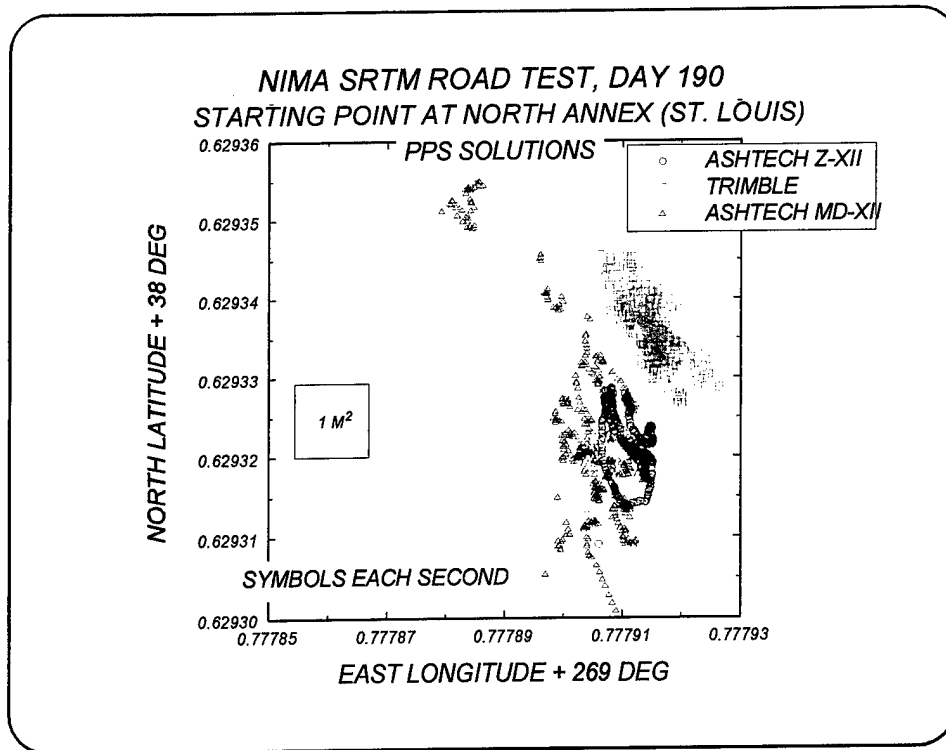 NIMA SRTM ROAD TEST, DAY 190
STARTING POINT AT NORTH ANNEX (ST. LOUIS)
PPS SOLUTIONS
ASHTECH Z-XII
TRIMBLE
ASHTECH MD-XII
NORTH LATITUDE + 38 DEG
0.62936
0.62935
0.62934
0.62933
0.62932
0.62931
0.62930
1 M²
SYMBOLS EACH SECOND
0.77785
0.77787
0.77789
0.77791
0.77793
EAST LONGITUDE + 269 DEG